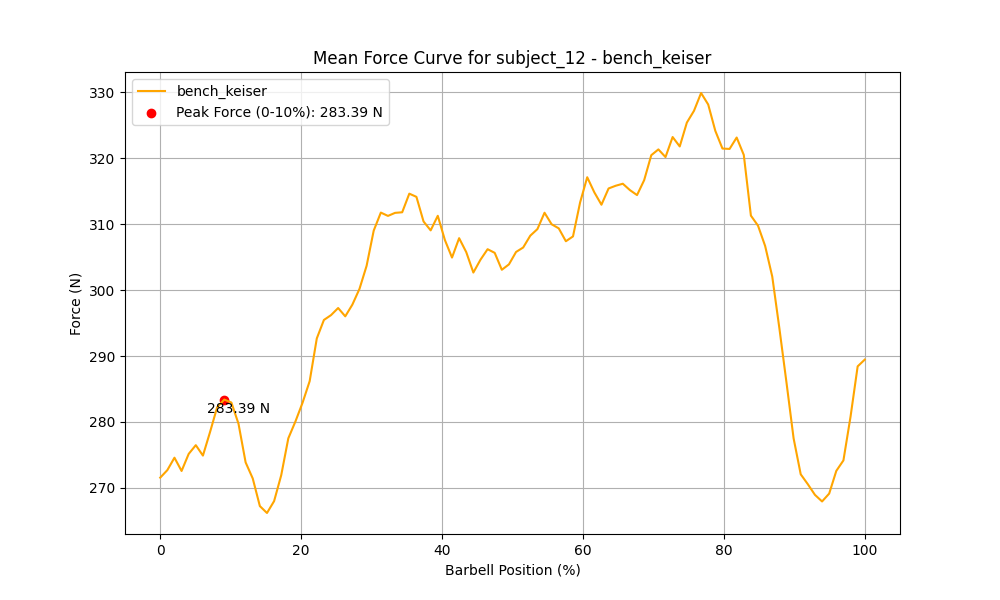 Mean Force Curve for subject_12 - bench_keiser
bench_keiser
Peak Force (0-10%): 283.39 N
330
320
310
300
290
280
270
Force (N)
283.39 N
0 20 40 60 80 100
Barbell Position (%)